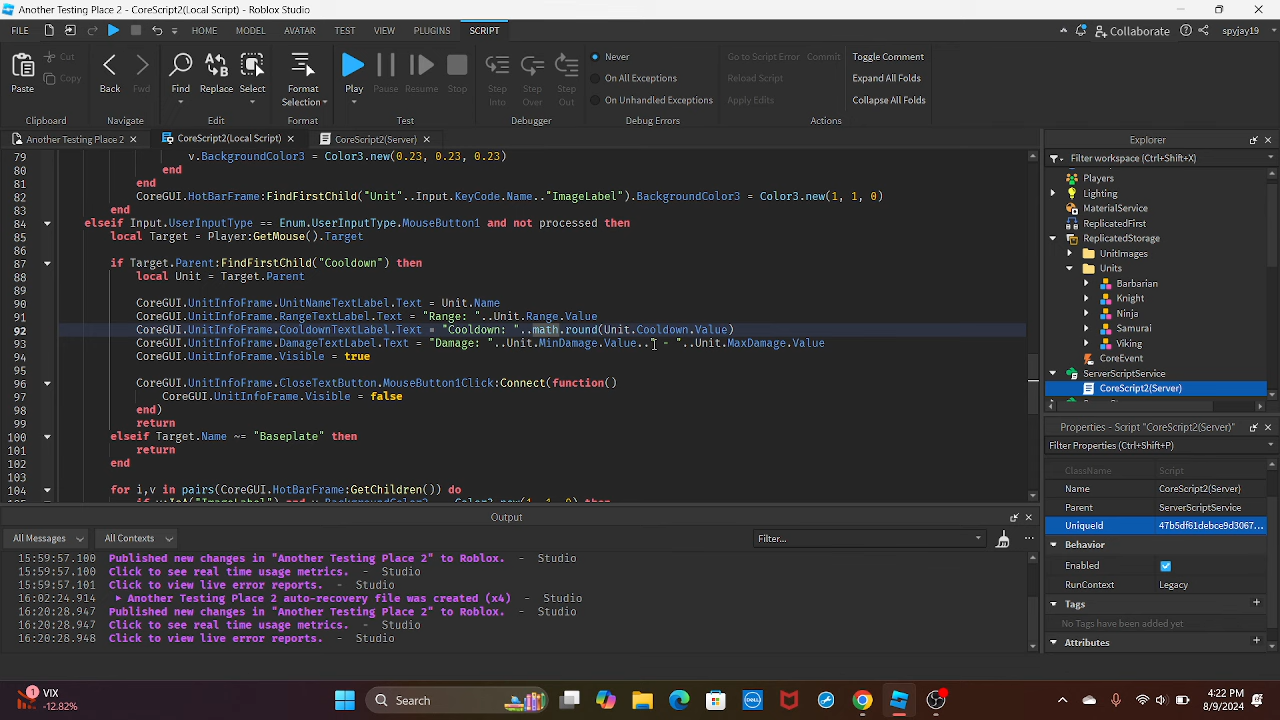 Another Testing Place 2 - CoreScript2(Local Script) - Roblox Studio
FILE HOME MODEL AVATAR TEST VIEW PLUGINS SCRIPT Collaborate spyjay19
Paste Cut Copy Back Fwd Find Replace Select Format Selection Play Pause Resume Stop Step Into Step Over Step Out Never On All Exceptions On Unhandled Exceptions Go to Script Error Commit Reload Script Apply Edits Toggle Comment Expand All Folds Collapse All Folds
Clipboard Navigate Edit Format Test Debugger Debug Errors Actions
Another Testing Place 2 CoreScript2(Local Script) CoreScript2(Server)
79 v.BackgroundColor3 = Color3.new(0.23, 0.23, 0.23)
80 end
81 end
82 CoreGUI.HotBarFrame:FindFirstChild("Unit"..Input.KeyCode.Name.."ImageLabel").BackgroundColor3 = Color3.new(1, 1, 0)
83 end
84 elseif Input.UserInputType == Enum.UserInputType.MouseButton1 and not processed then
85 local Target = Player:GetMouse().Target
86
87 if Target.Parent:FindFirstChild("Cooldown") then
88 local Unit = Target.Parent
89
90 CoreGUI.UnitInfoFrame.UnitNameTextLabel.Text = Unit.Name
91 CoreGUI.UnitInfoFrame.RangeTextLabel.Text = "Range: "..Unit.Range.Value
92 CoreGUI.UnitInfoFrame.CooldownTextLabel.Text = "Cooldown: "..math.round(Unit.Cooldown.Value)
93 CoreGUI.UnitInfoFrame.DamageTextLabel.Text = "Damage: "..Unit.MinDamage.Value.." - "..Unit.MaxDamage.Value
94 CoreGUI.UnitInfoFrame.Visible = true
95
96 CoreGUI.UnitInfoFrame.CloseTextButton.MouseButton1Click:Connect(function()
97 CoreGUI.UnitInfoFrame.Visible = false
98 end)
99 return
100 elseif Target.Name ~= "Baseplate" then
101 return
102 end
103
104 for i,v in pairs(CoreGUI.HotBarFrame:GetChildren()) do
Explorer
Filter workspace (Ctrl+Shift+X)
Players
Lighting
MaterialService
ReplicatedFirst
ReplicatedStorage
UnitImages
Units
Barbarian
Knight
Ninja
Samurai
Viking
CoreEvent
ServerScriptService
CoreScript2(Server)
Properties - Script "CoreScript2(Server)"
Filter Properties (Ctrl+Shift+P)
ClassName Script
Name CoreScript2(Server)
Parent ServerScriptService
UniqueId 47b5df61debce9d3067...
Behavior
Enabled
RunContext Legacy
Tags
No Tags have been added yet
Attributes
Output
All Messages All Contexts Filter...
15:59:57.100 Published new changes in "Another Testing Place 2" to Roblox. - Studio
15:59:57.100 Click to see real time usage metrics. - Studio
15:59:57.101 Click to view live error reports. - Studio
16:02:24.914 Another Testing Place 2 auto-recovery file was created (x4) - Studio
16:20:28.947 Published new changes in "Another Testing Place 2" to Roblox. - Studio
16:20:28.947 Click to see real time usage metrics. - Studio
16:20:28.948 Click to view live error reports. - Studio
1 VIX
-12.82%
Search
DELL
4:22 PM
8/9/2024